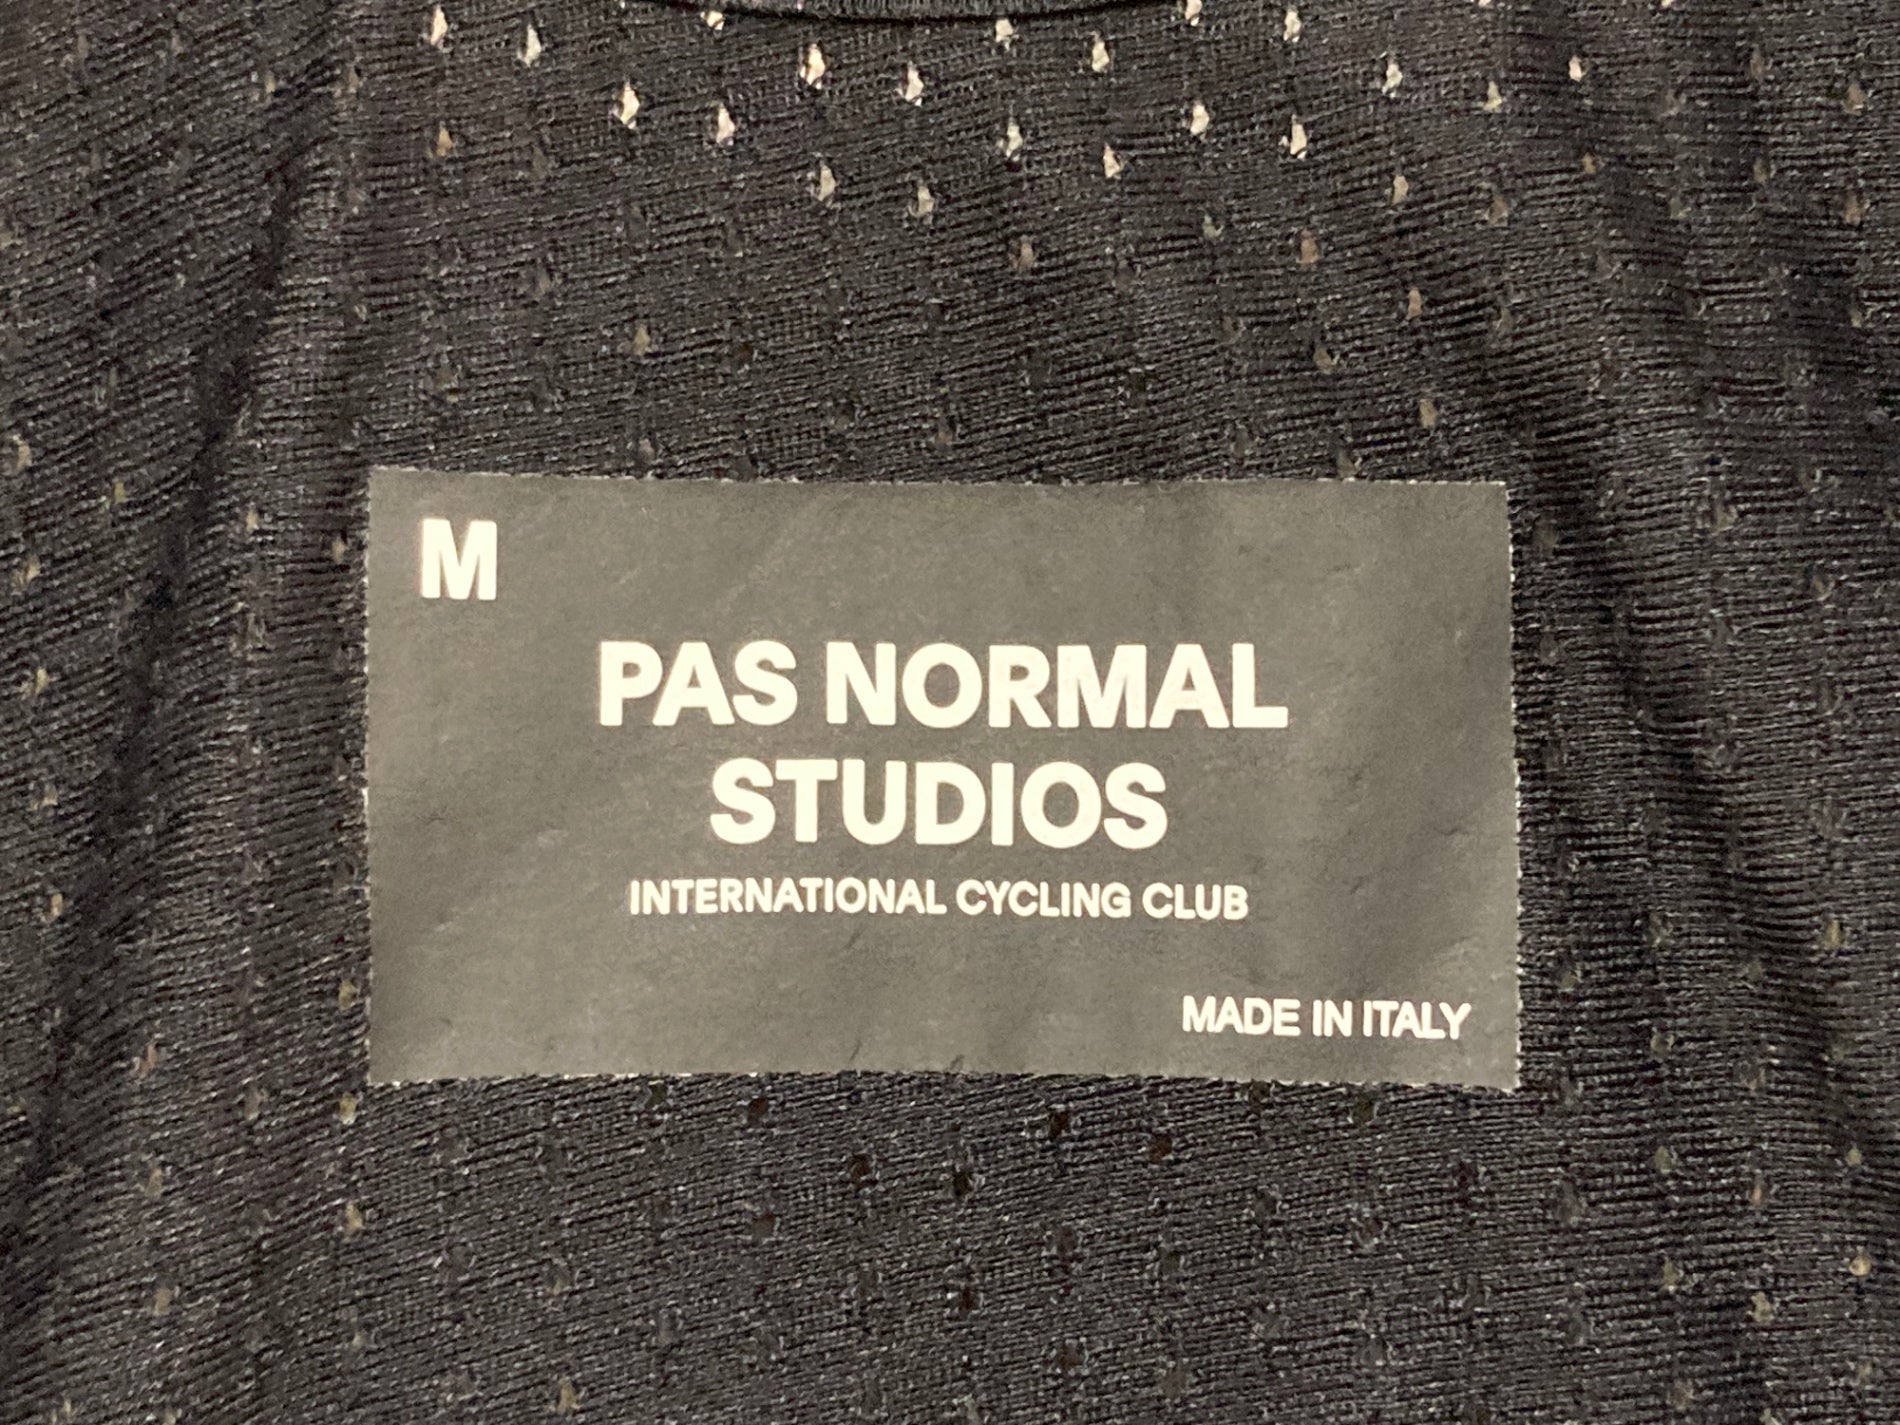 M
PAS NORMAL
STUDIOS
INTERNATIONAL CYCLING CLUB
MADE IN ITALY